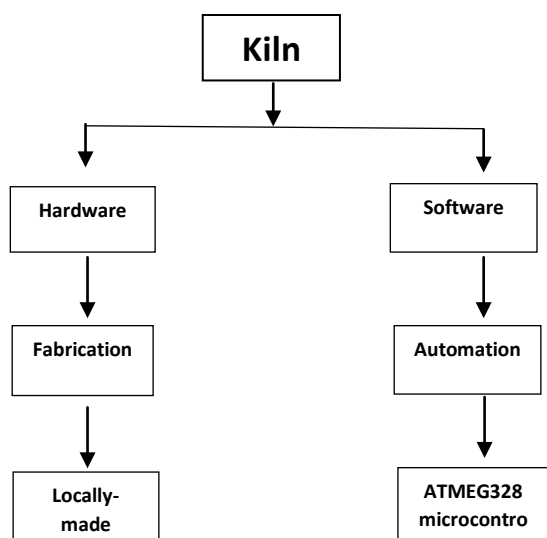 Kiln
Hardware
Software
Fabrication
Automation
Locally-
made
ATMEG328
microcontro